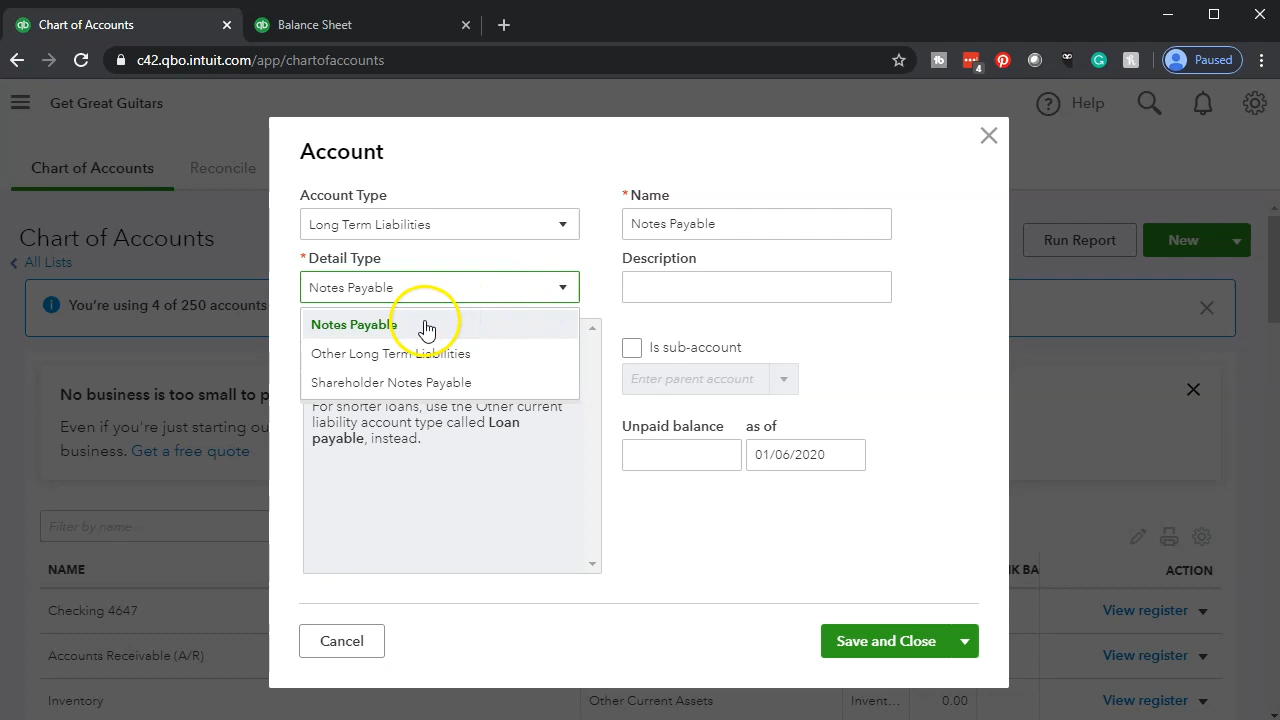 Chart of Accounts
Balance Sheet
c42.qbo.intuit.com/app/chartofaccounts
4
Paused
Get Great Guitars
Help
Chart of Accounts
Reconcile
Chart of Accounts
All Lists
Run Report
New
You're using 4 of 250 accounts
No business is too small to p
Even if you're just starting ou
business. Get a free quote
Filter by name
NAME
NK BA
ACTION
Checking 4647
View register
Accounts Receivable (A/R)
View register
Inventory
Other Current Assets
Invent...
0.00
View register
Account
Account Type
Long Term Liabilities
* Detail Type
Notes Payable
Notes Payable
Other Long Term Liabilities
Shareholder Notes Payable
For shorter loans, use the Other current
liability account type called Loan
payable, instead.
* Name
Notes Payable
Description
Is sub-account
Enter parent account
Unpaid balance as of
01/06/2020
Cancel
Save and Close